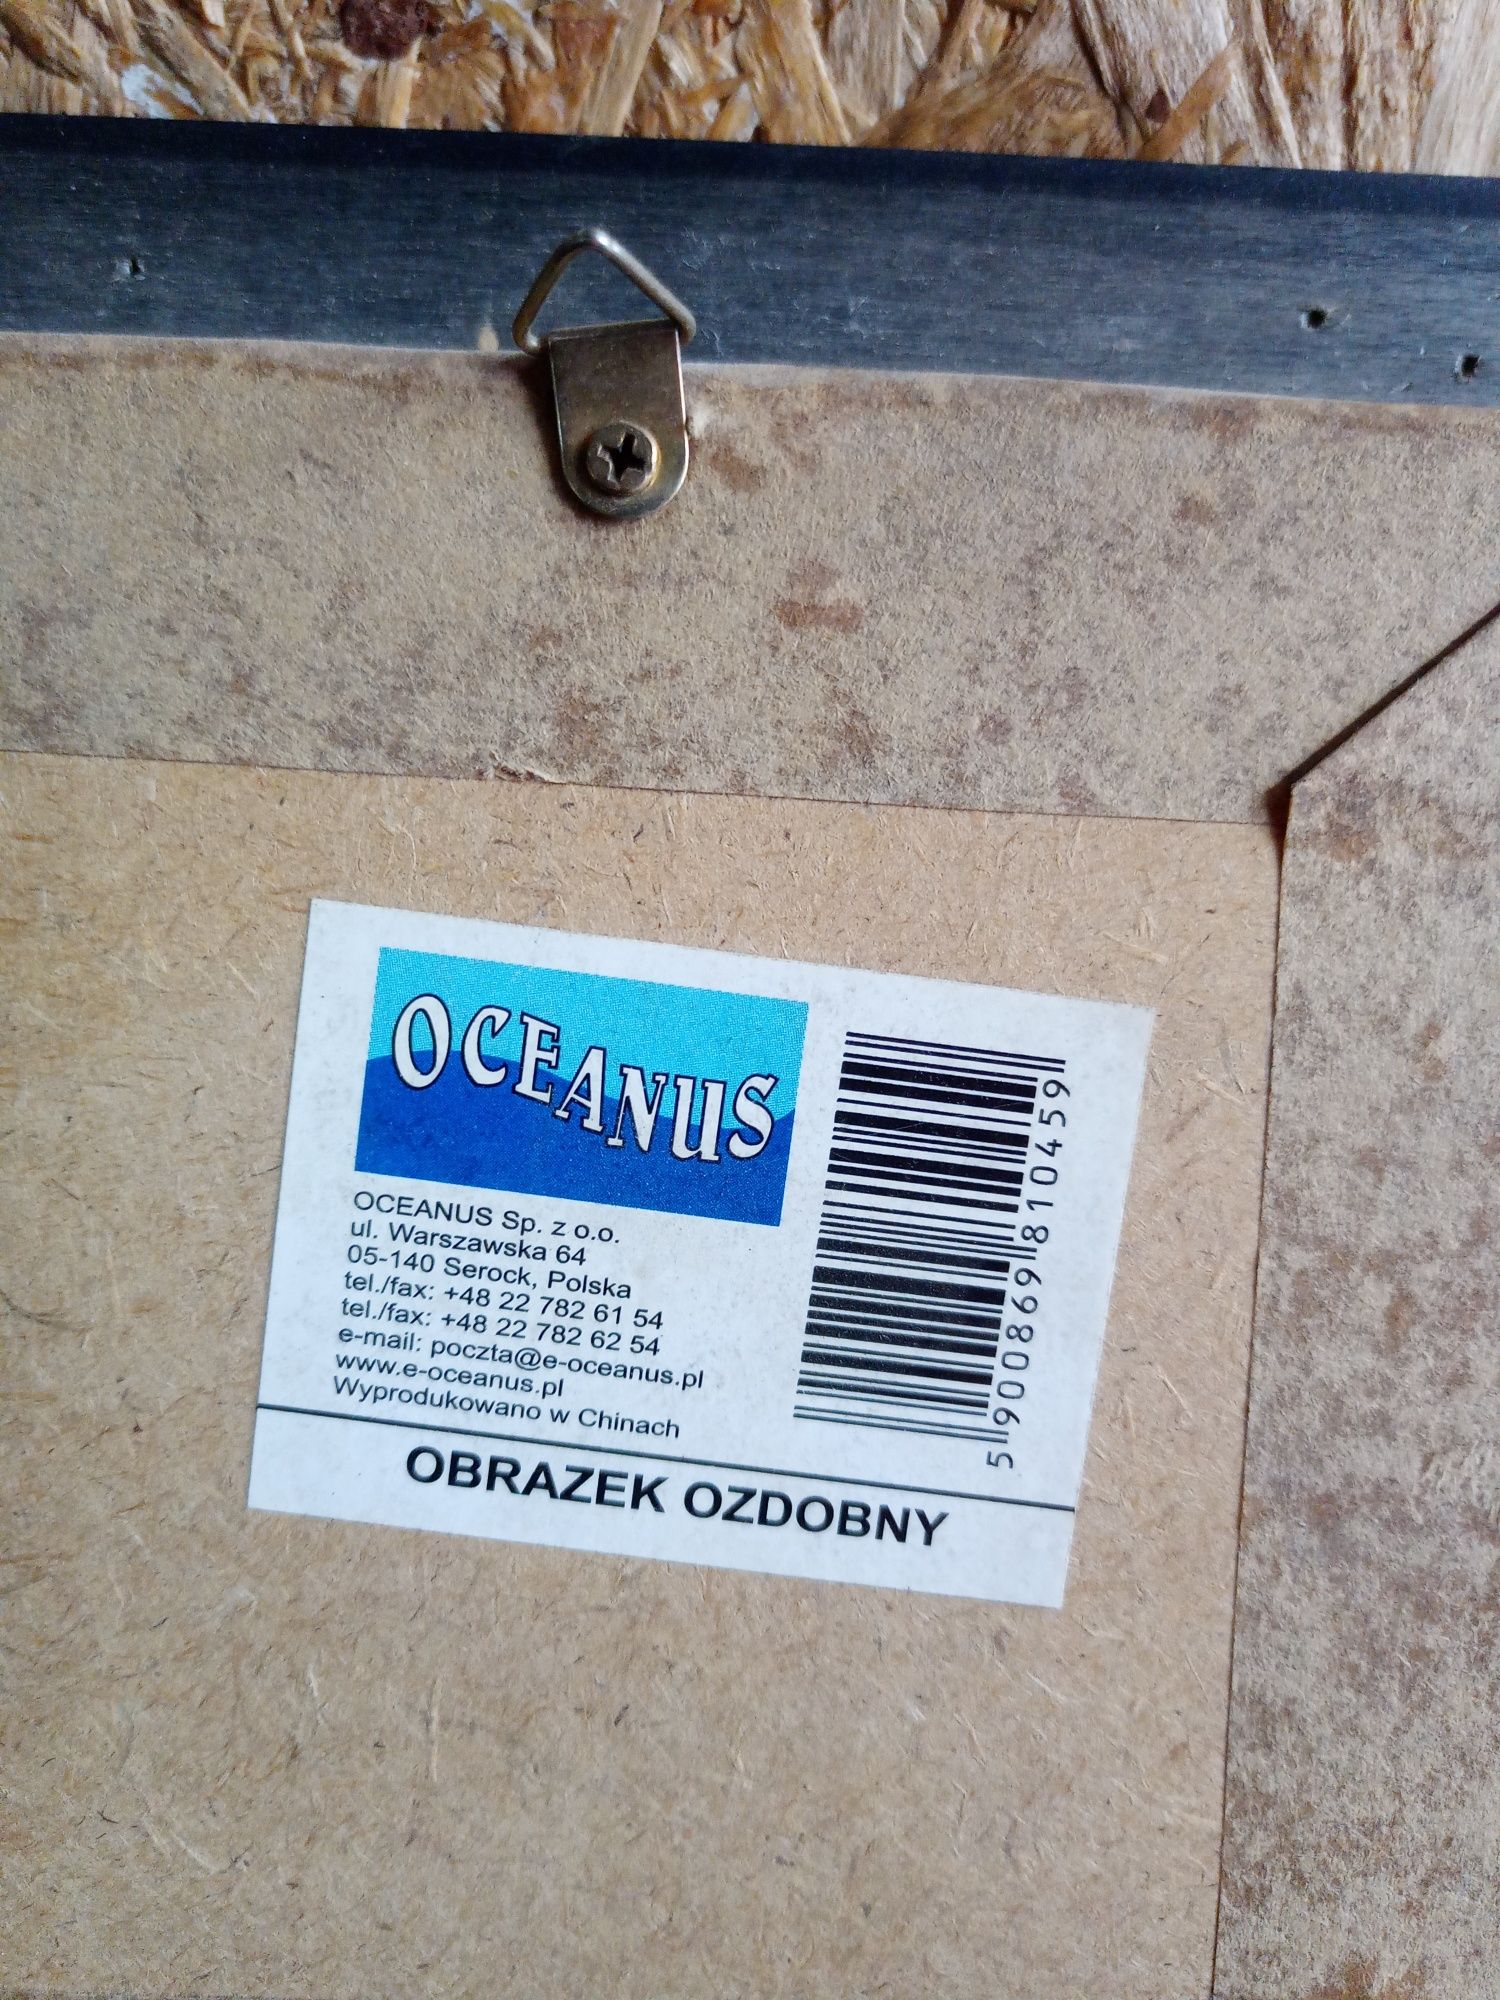 OCEANUS
OCEANUS Sp. z o.o.
ul. Warszawska 64
05-140 Serock, Polska
tel./fax: +48 22 782 61 54
tel./fax: +48 22 782 62 54
e-mail: poczta@e-oceanus.pl
www.e-oceanus.pl
Wyprodukowano w Chinach
5900869810459
OBRAZEK OZDOBNY